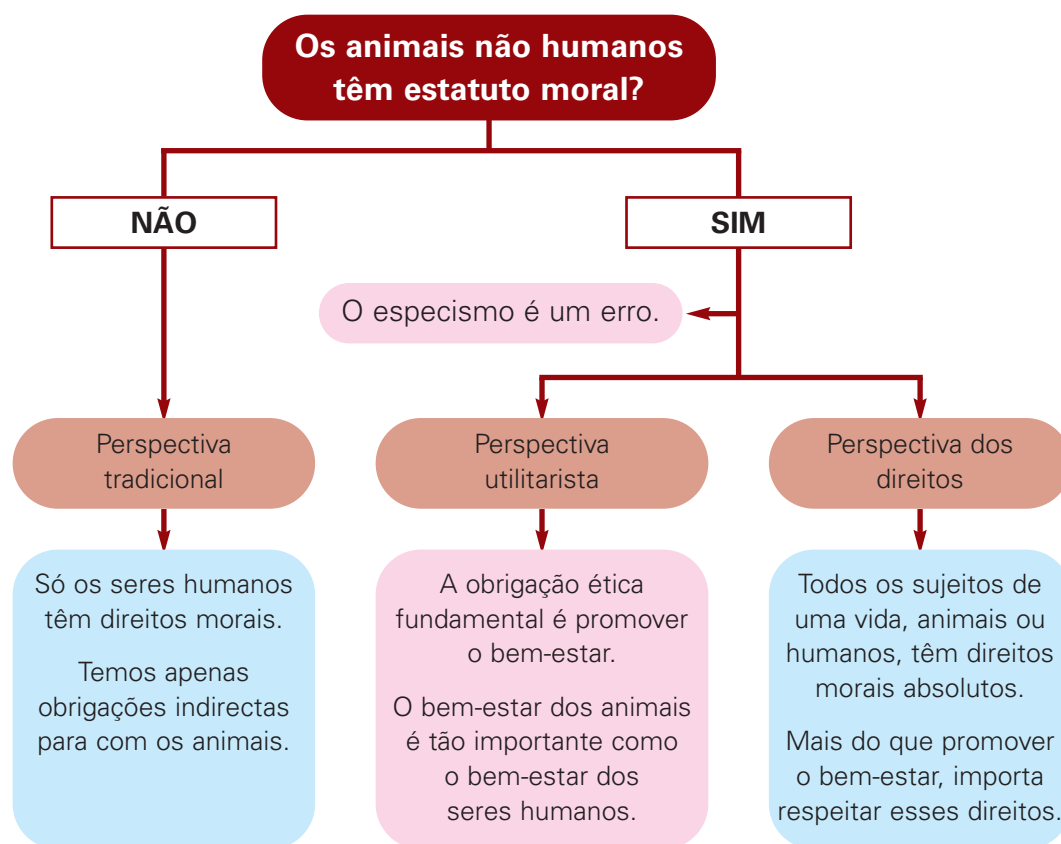 Os animais não humanos
têm estatuto moral?
NÃO
SIM
O especismo é um erro.
Perspectiva
tradicional
Perspectiva
utilitarista
Perspectiva dos
direitos
Só os seres humanos
têm direitos morais.
Temos apenas
obrigações indirectas
para com os animais.
A obrigação ética
fundamental é promover
o bem-estar.
O bem-estar dos animais
é tão importante como
o bem-estar dos
seres humanos.
Todos os sujeitos de
uma vida, animais ou
humanos, têm direitos
morais absolutos.
Mais do que promover
o bem-estar, importa
respeitar esses direitos.